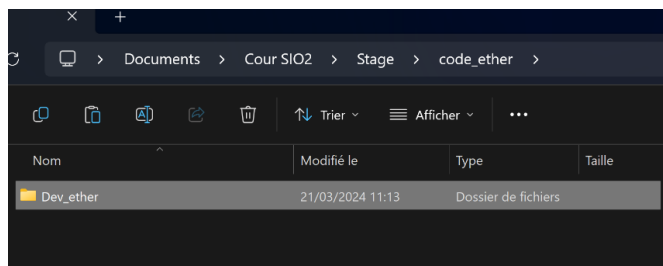 Documents > Cour SIO2 > Stage > code_ether >
Trier Afficher
Nom Modifié le Type Taille
Dev_ether 21/03/2024 11:13 Dossier de fichiers